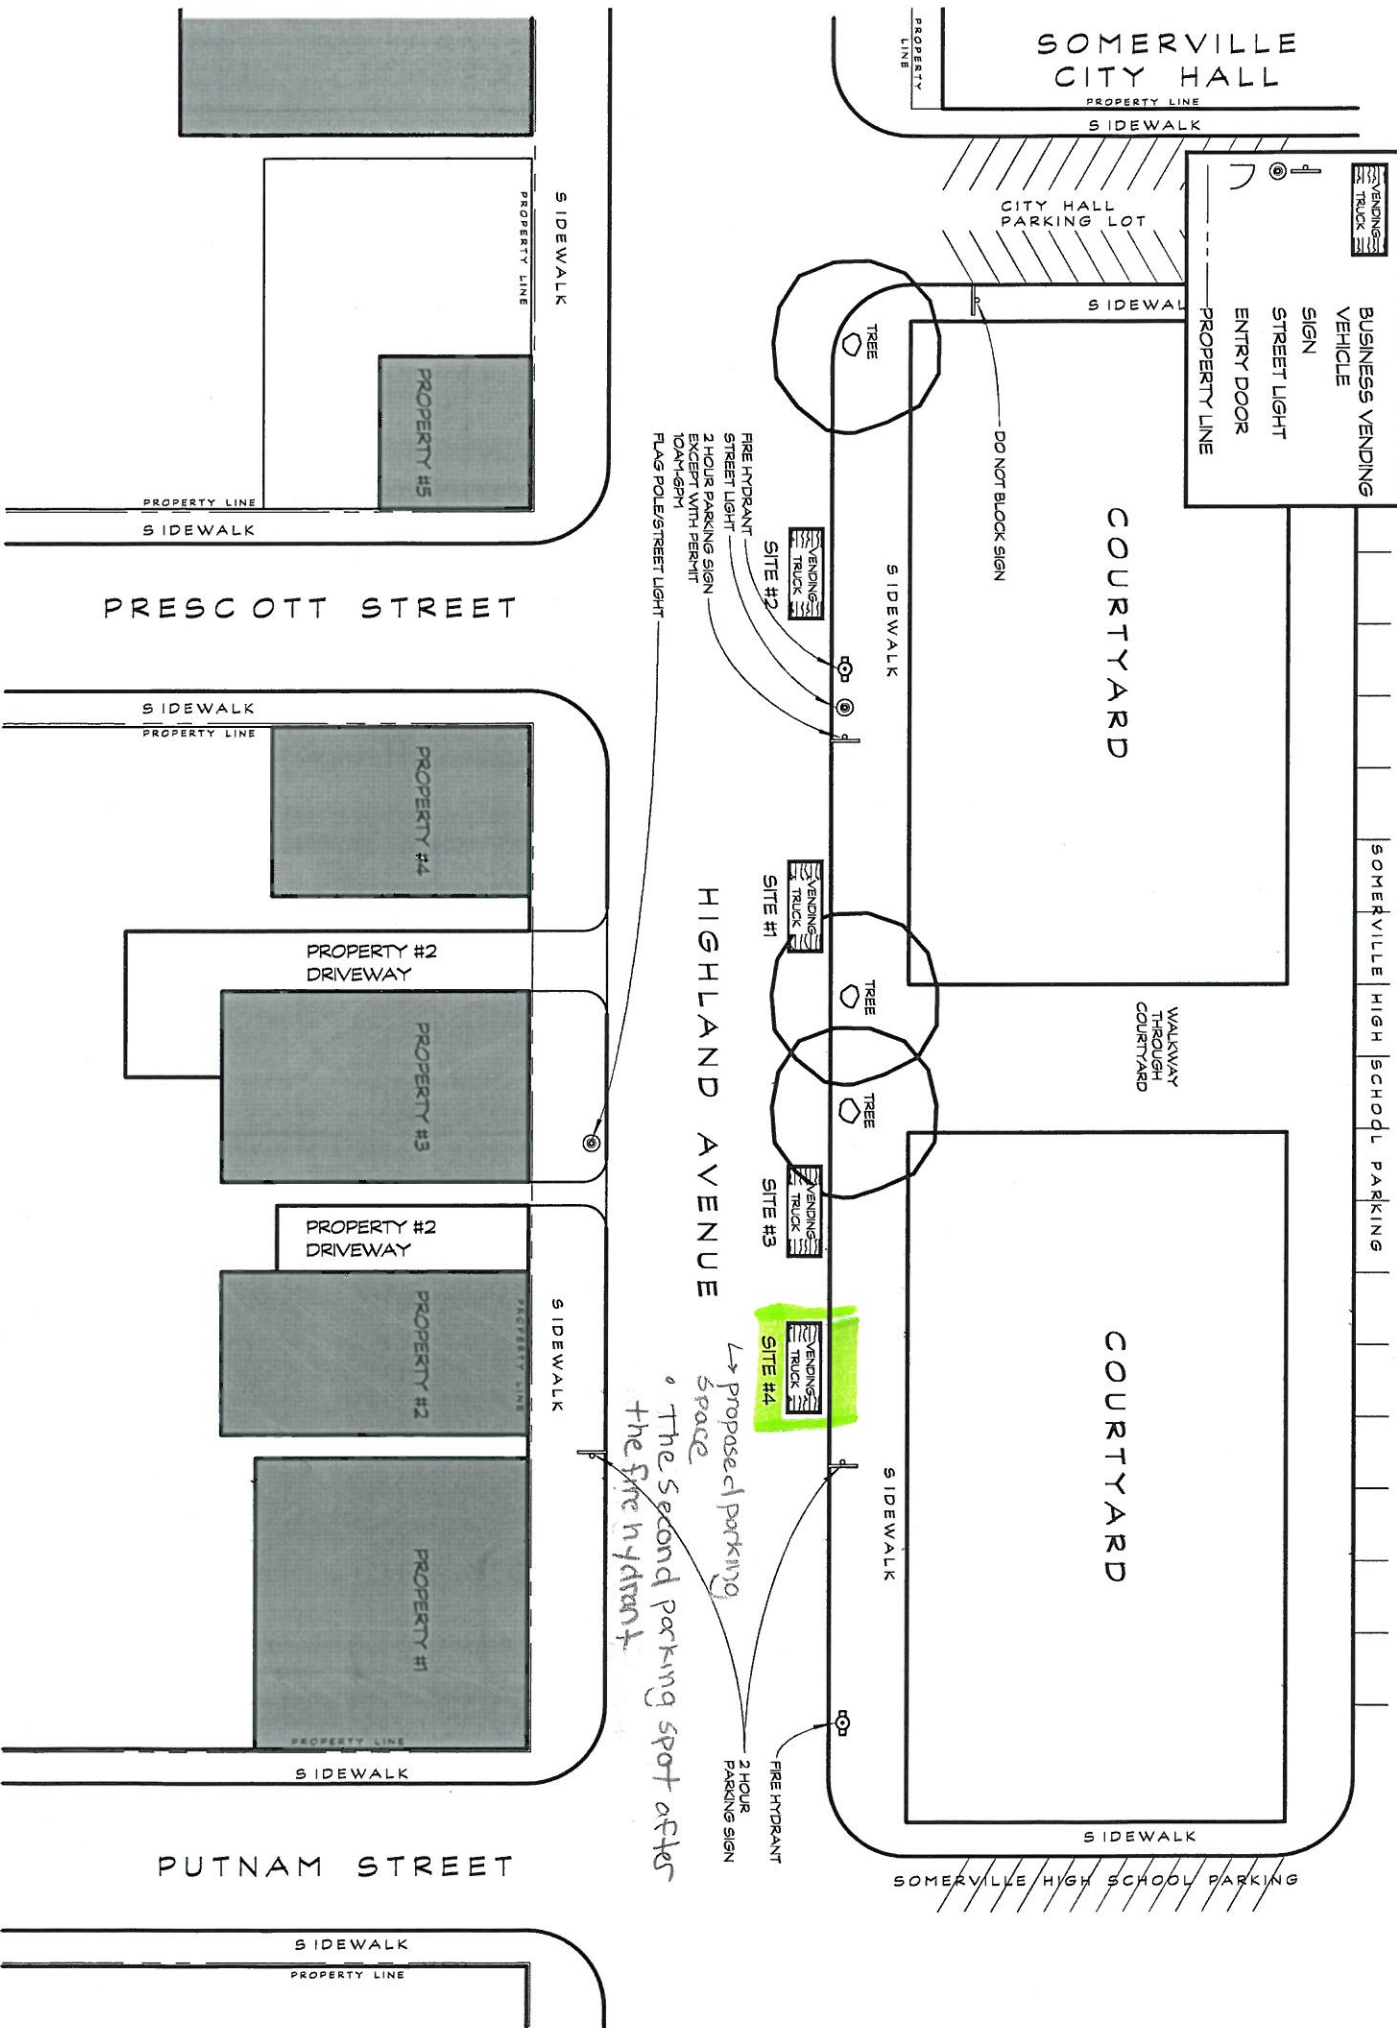 SOMERVILLE
CITY HALL
PROPERTY LINE
SIDEWALK
PROPERTY
LINE
CITY HALL
PARKING LOT
SIDEWAL
VENDING
TRUCK
BUSINESS VENDING
VEHICLE
SIGN
STREET LIGHT
ENTRY DOOR
PROPERTY LINE
DO NOT BLOCK SIGN
COURTYARD
SOMERVILLE HIGH SCHOOL PARKING
WALKWAY
THROUGH
COURTYARD
COURTYARD
SIDEWALK
SOMERVILLE HIGH SCHOOL PARKING
TREE
SIDEWALK
TREE
TREE
SIDEWALK
VENDING
TRUCK
SITE #2
VENDING
TRUCK
SITE #1
VENDING
TRUCK
SITE #3
VENDING
TRUCK
SITE #4
FIRE HYDRANT
STREET LIGHT
2 HOUR PARKING SIGN
EXCEPT WITH PERMIT
10AM-6PM
FLAG POLE/STREET LIGHT
HIGHLAND AVENUE
↳ proposed parking
space
• The second parking spot after
the fire hydrant
FIRE HYDRANT
2 HOUR
PARKING SIGN
SIDEWALK
PROPERTY LINE
PROPERTY #5
PROPERTY LINE
SIDEWALK
PRESCOTT STREET
SIDEWALK
PROPERTY LINE
PROPERTY #4
PROPERTY #2
DRIVEWAY
PROPERTY #3
PROPERTY #2
DRIVEWAY
SIDEWALK
PROPERTY LINE
PROPERTY #2
PROPERTY #1
PROPERTY LINE
SIDEWALK
PUTNAM STREET
SIDEWALK
PROPERTY LINE